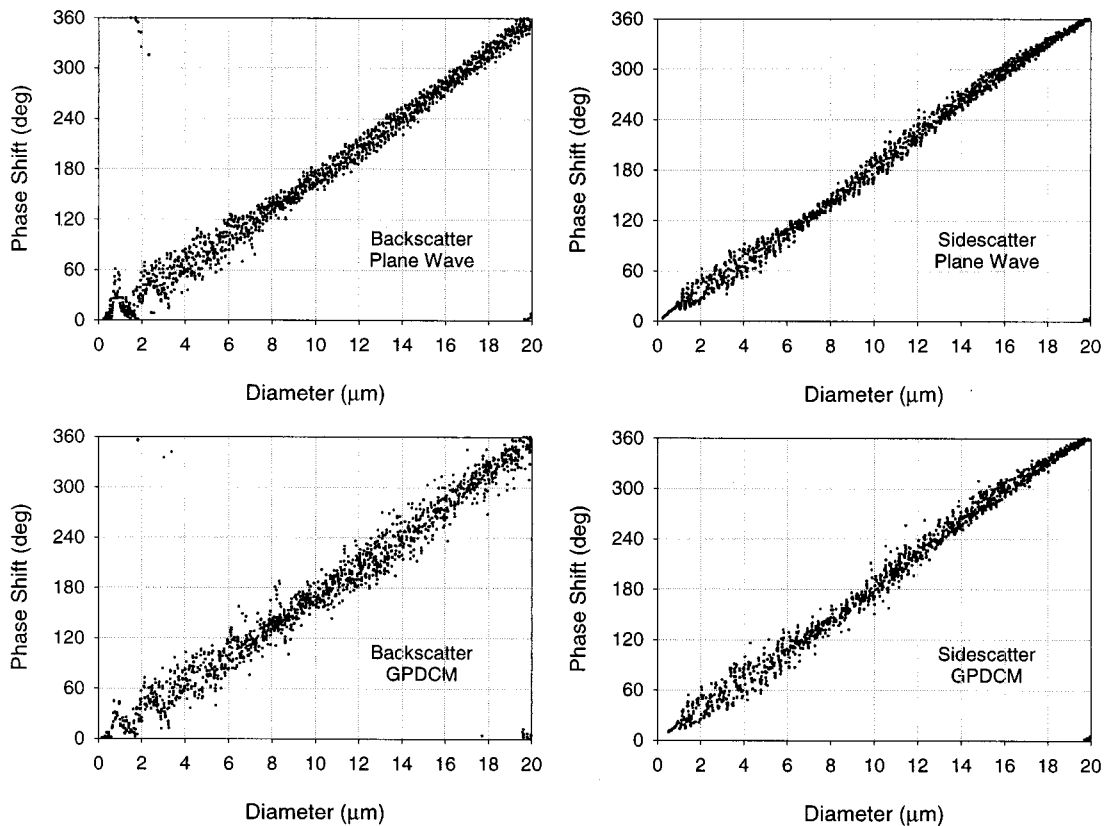 360
300
240
180
120
60
0
Phase Shift (deg)
Backscatter
Plane Wave
0 2 4 6 8 10 12 14 16 18 20
Diameter (μm)
360
300
240
180
120
60
0
Phase Shift (deg)
Sidescatter
Plane Wave
0 2 4 6 8 10 12 14 16 18 20
Diameter (μm)
360
300
240
180
120
60
0
Phase Shift (deg)
Backscatter
GPDCM
0 2 4 6 8 10 12 14 16 18 20
Diameter (μm)
360
300
240
180
120
60
0
Phase Shift (deg)
Sidescatter
GPDCM
0 2 4 6 8 10 12 14 16 18 20
Diameter (μm)